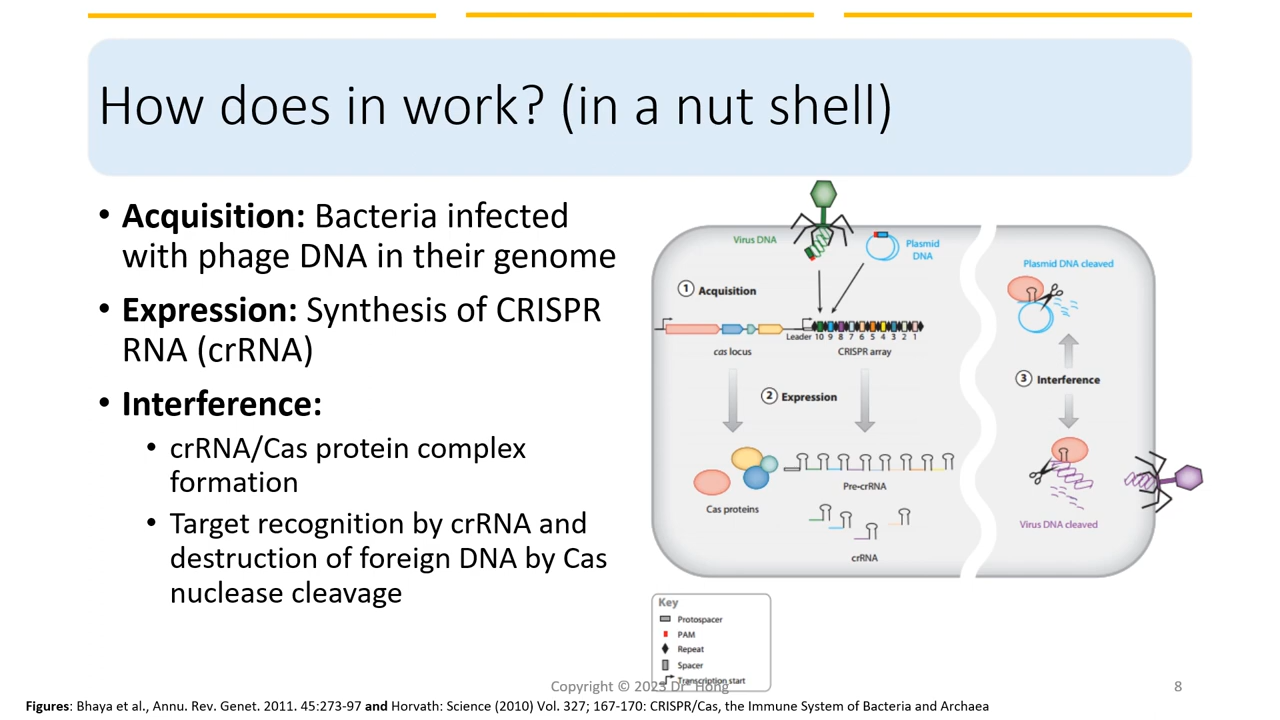 How does in work? (in a nut shell)
• Acquisition: Bacteria infected
with phage DNA in their genome
• Expression: Synthesis of CRISPR
RNA (crRNA)
• Interference:
• crRNA/Cas protein complex
formation
• Target recognition by crRNA and
destruction of foreign DNA by Cas
nuclease cleavage
Virus DNA
Plasmid
DNA
1 Acquisition
Leader 10 9 8 7 6 5 4 3 2 1
cas locus
CRISPR array
2 Expression
Cas proteins
Pre-crRNA
crRNA
Plasmid DNA cleaved
3 Interference
Virus DNA cleaved
Key
Protospacer
PAM
Repeat
Spacer
Transcription start
Copyright © 2023 Dr. Hong
8
Figures: Bhaya et al., Annu. Rev. Genet. 2011. 45:273-97 and Horvath: Science (2010) Vol. 327; 167-170: CRISPR/Cas, the Immune System of Bacteria and Archaea